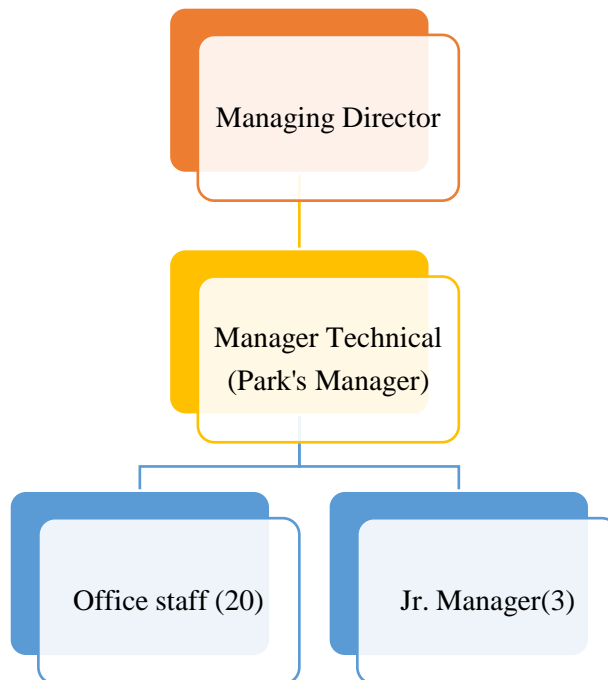 Managing Director
Manager Technical
(Park's Manager)
Office staff (20)
Jr. Manager(3)